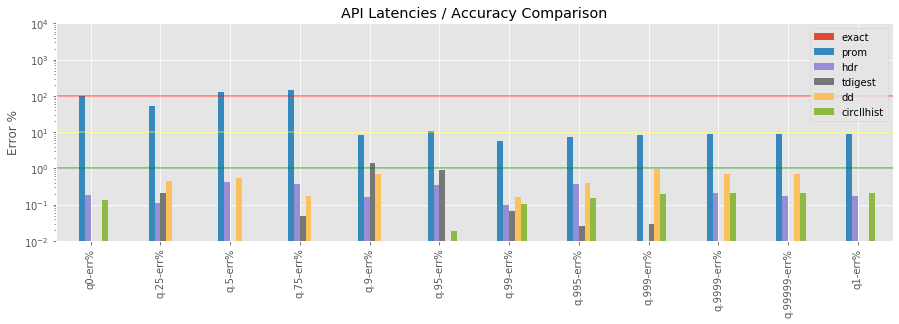 API Latencies / Accuracy Comparison
Error %
10^4
10^3
10^2
10^1
10^0
10^−1
10^−2
exact
prom
hdr
tdigest
dd
circllhist
q0-err%
q.25-err%
q.5-err%
q.75-err%
q.9-err%
q.95-err%
q.99-err%
q.995-err%
q.999-err%
q.9999-err%
q.99999-err%
q1-err%